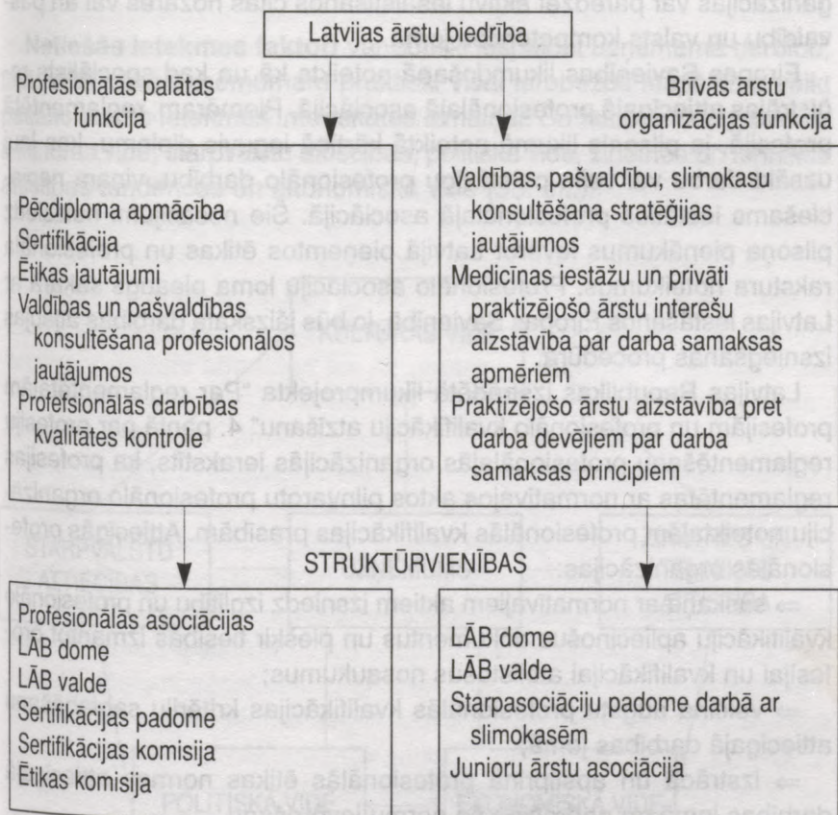 Latvijas ārstu biedrība
Profesionālās palātas
funkcija
Brīvās ārstu
organizācijas funkcija
Pēcdiploma apmācība
Sertifikācija
Ētikas jautājumi
Valdības un pašvaldības
konsultēšana profesionālos
jautājumos
Profeisionālās darbības
kvalitātes kontrole
Valdības, pašvaldību, slimokasu
konsultēšana stratēģijas
jautājumos
Medicīnas iestāžu un privāti
praktizējošo ārstu interešu
aizstāvība par darba samaksas
apmēriem
Praktizējošo ārstu aizstāvība pret
darba devējiem par darba
samaksas principiem
STRUKTŪRVIENĪBAS
Profesionālās asociācijas
LĀB dome
LĀB valde
Sertifikācijas padome
Sertifikācijas komisija
Ētikas komisija
LĀB dome
LĀB valde
Starpasociāciju padome darbā ar
slimokasēm
Junioru ārstu asociācija